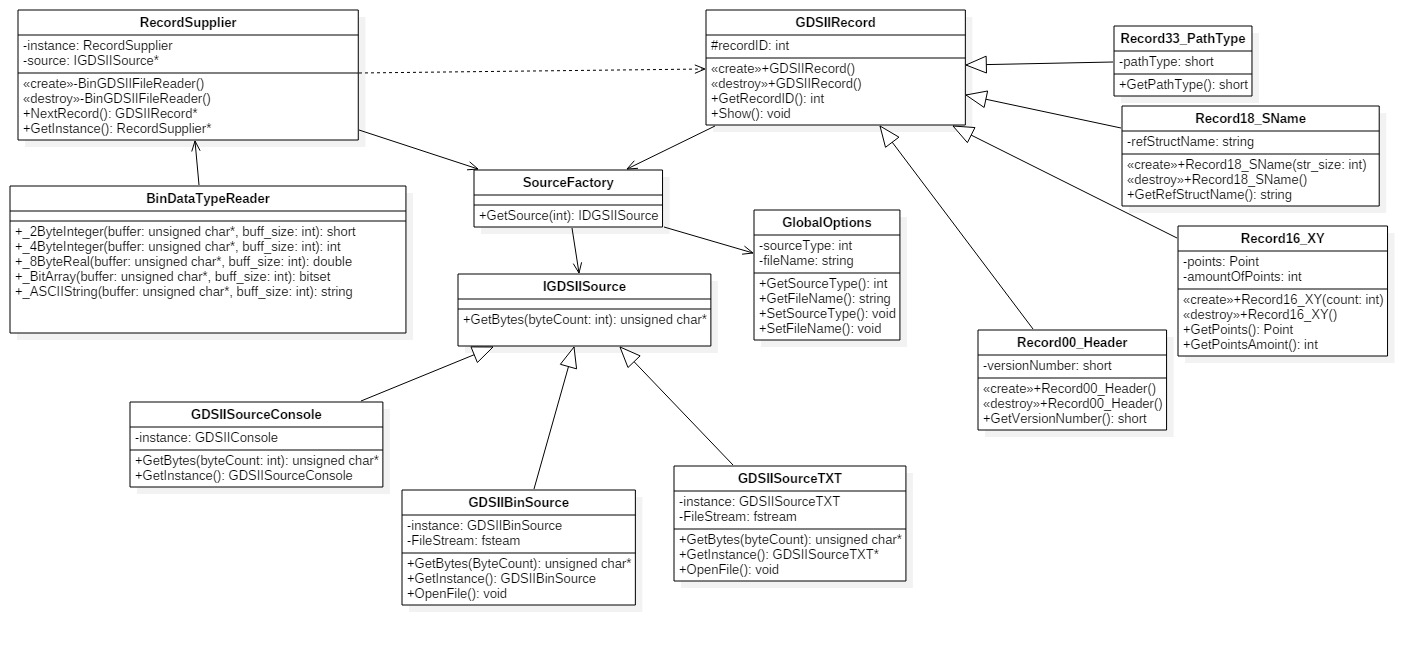 RecordSupplier
-instance: RecordSupplier
-source: IGDSIISource*
«create»-BinGDSIIFileReader()
«destroy»-BinGDSIIFileReader()
+NextRecord(): GDSIIRecord*
+GetInstance(): RecordSupplier*
GDSIIRecord
#recordID: int
«create»+GDSIIRecord()
«destroy»+GDSIIRecord()
+GetRecordID(): int
+Show(): void
Record33_PathType
-pathType: short
+GetPathType(): short
Record18_SName
-refStructName: string
«create»+Record18_SName(str_size: int)
«destroy»+Record18_SName()
+GetRefStructName(): string
BinDataTypeReader
+_2ByteInteger(buffer: unsigned char*, buff_size: int): short
+_4ByteInteger(buffer: unsigned char*, buff_size: int): int
+_8ByteReal(buffer: unsigned char*, buff_size: int): double
+_BitArray(buffer: unsigned char*, buff_size: int): bitset
+_ASCIIString(buffer: unsigned char*, buff_size: int): string
SourceFactory
+GetSource(int): IDGSIISource
GlobalOptions
-sourceType: int
-fileName: string
+GetSourceType(): int
+GetFileName(): string
+SetSourceType(): void
+SetFileName(): void
Record16_XY
-points: Point
-amountOfPoints: int
«create»+Record16_XY(count: int)
«destroy»+Record16_XY()
+GetPoints(): Point
+GetPointsAmoint(): int
IGDSIISource
+GetBytes(byteCount: int): unsigned char*
Record00_Header
-versionNumber: short
«create»+Record00_Header()
«destroy»+Record00_Header()
+GetVersionNumber(): short
GDSIISourceConsole
-instance: GDSIIConsole
+GetBytes(byteCount: int): unsigned char*
+GetInstance(): GDSIISourceConsole
GDSIIBinSource
-instance: GDSIIBinSource
-FileStream: fsteam
+GetBytes(ByteCount): unsigned char*
+GetInstance(): GDSIIBinSource
+OpenFile(): void
GDSIISourceTXT
-instance: GDSIISourceTXT
-FileStream: fstream
+GetBytes(byteCount): unsigned char*
+GetInstance(): GDSIISourceTXT*
+OpenFile(): void